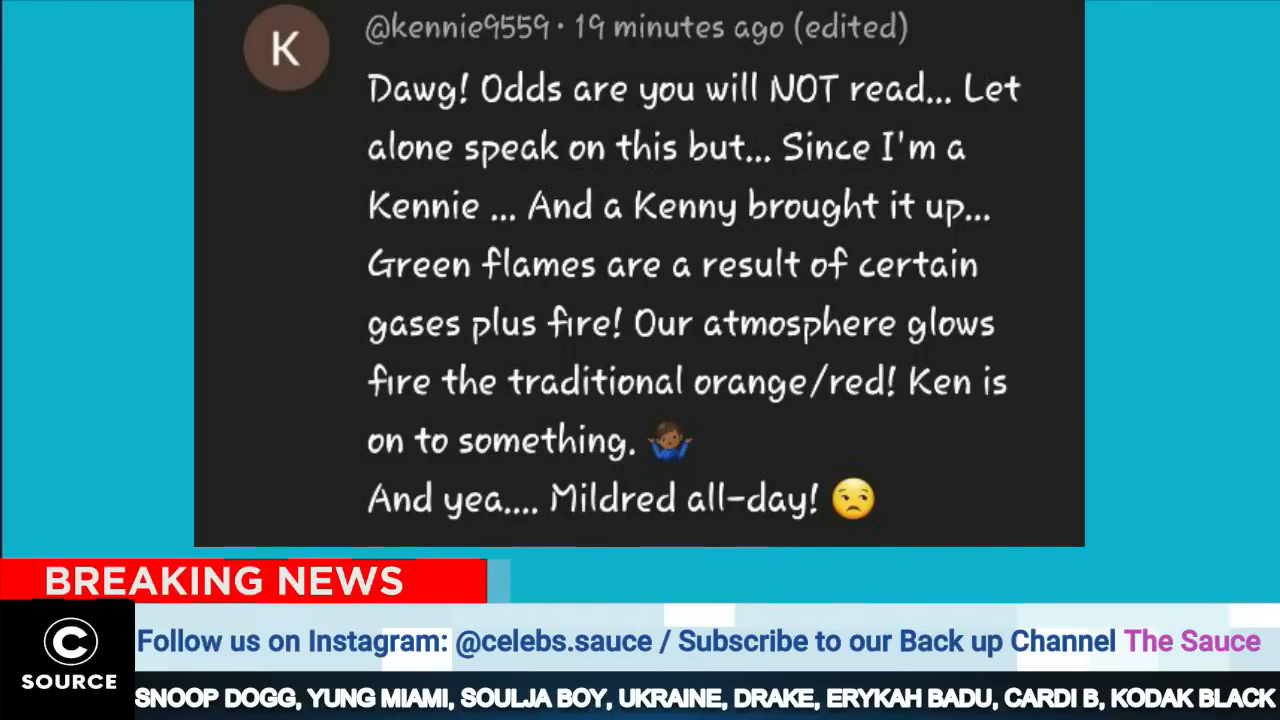 K
@kennie9559 · 19 minutes ago (edited)
Dawg! Odds are you will NOT read... Let
alone speak on this but... Since I'm a
Kennie ... And a Kenny brought it up...
Green flames are a result of certain
gases plus fire! Our atmosphere glows
fire the traditional orange/red! Ken is
on to something. 🤷🏾‍♂️
And yea.... Mildred all-day! 😒
BREAKING NEWS
C
SOURCE
Follow us on Instagram: @celebs.sauce / Subscribe to our Back up Channel The Sauce
SNOOP DOGG, YUNG MIAMI, SOULJA BOY, UKRAINE, DRAKE, ERYKAH BADU, CARDI B, KODAK BLACK